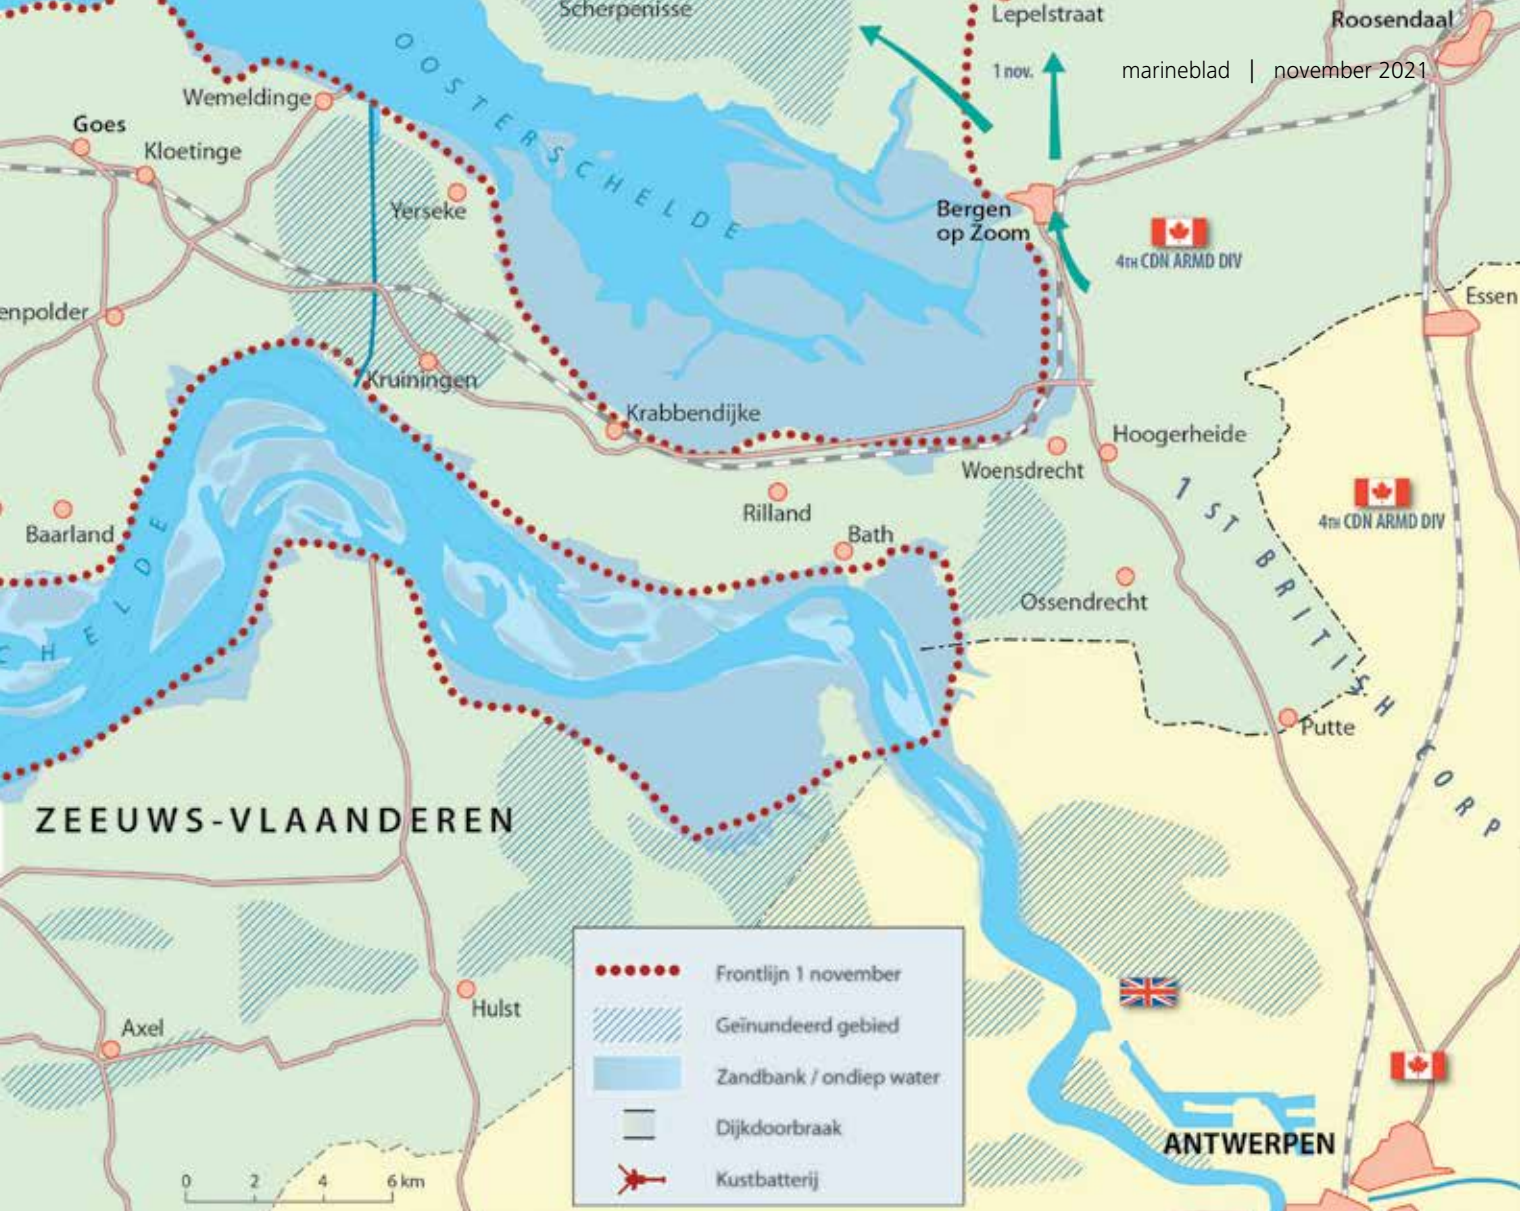 Scherpenisse
Lepelstraat
Roosendaal
1 nov.
marineblad | november 2021
OOSTERSCHELDE
Wemeldinge
Goes
Kloetinge
Yerseke
Bergen
op Zoom
4TH CDN ARMD DIV
enpolder
Essen
Kruiningen
Krabbendijke
Hoogerheide
Woensdrecht
1ST BRITISH CORP
4TH CDN ARMD DIV
Rilland
Baarland
Bath
CHELDE
Ossendrecht
Putte
ZEEUWS-VLAANDEREN
Hulst
Axel
Frontlijn 1 november
Geïnundeerd gebied
Zandbank / ondiep water
Dijkdoorbraak
Kustbatterij
ANTWERPEN
0 2 4 6 km